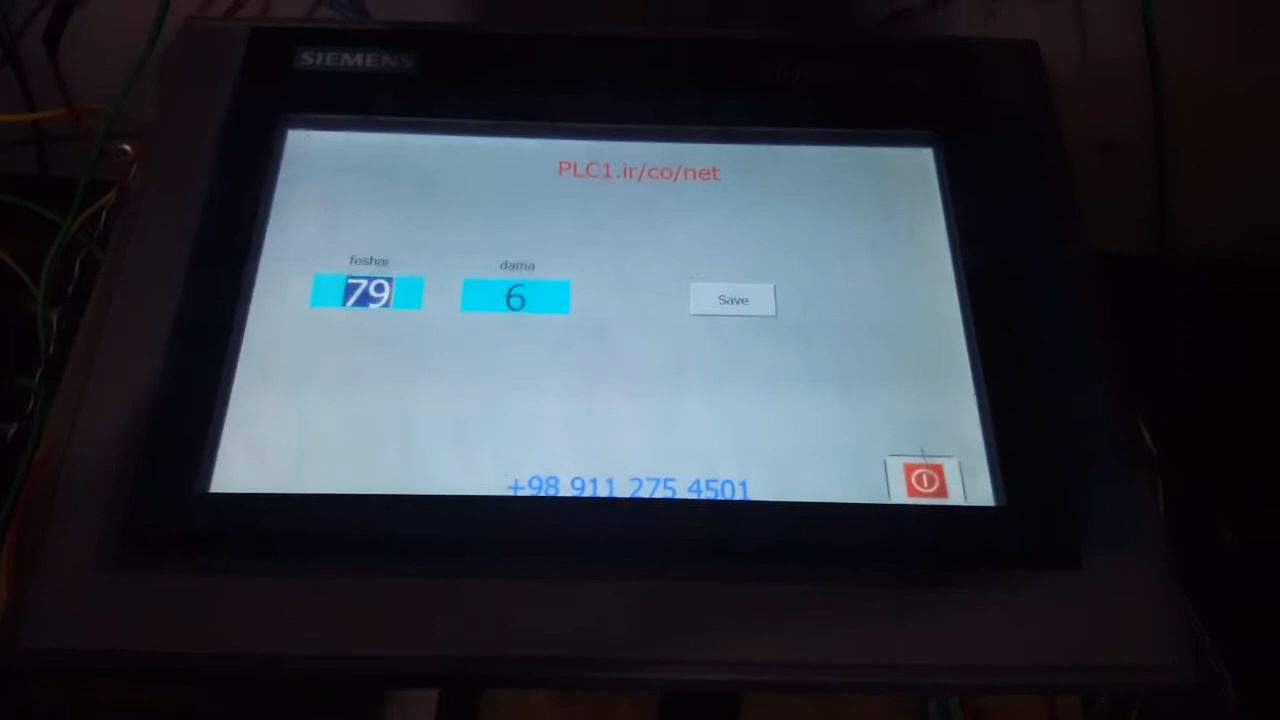 SIEMENS
PLC1.ir/co/net
feshar
dama
79
6
Save
+98 911 275 4501